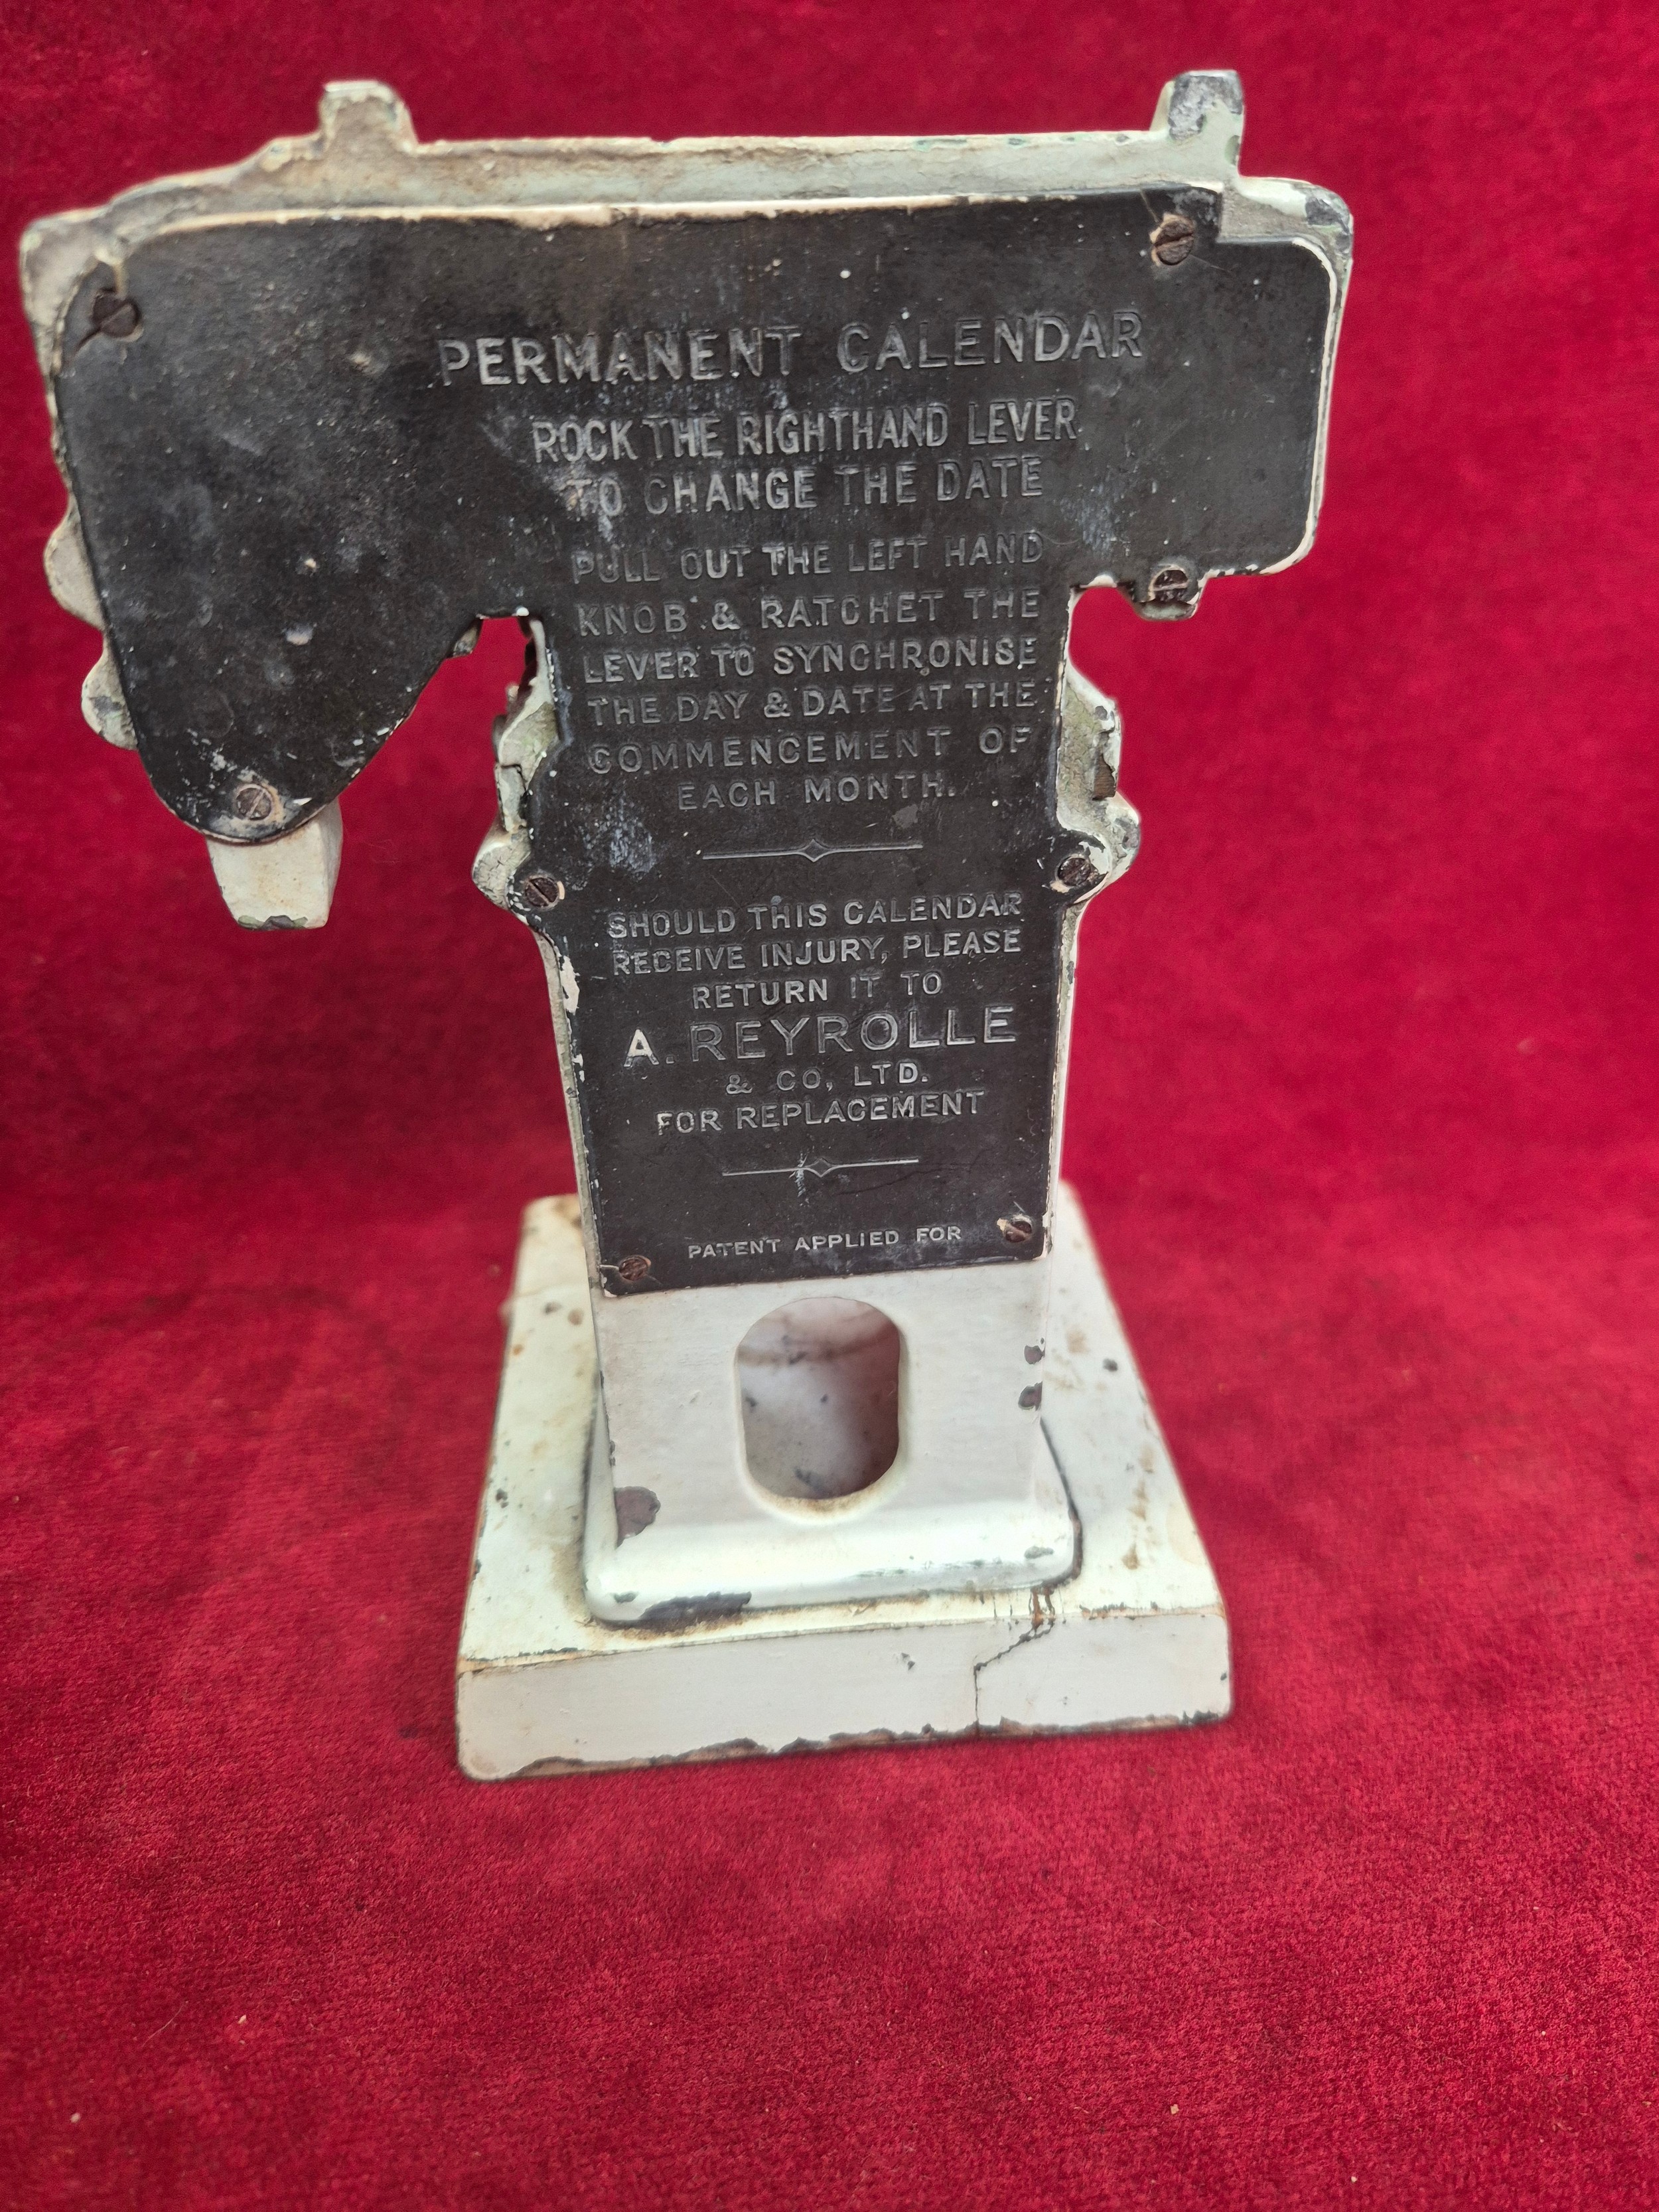 PERMANENT CALENDAR
ROCK THE RIGHTHAND LEVER
TO CHANGE THE DATE
PULL OUT THE LEFT HAND
KNOB & RATCHET THE
LEVER TO SYNCHRONISE
THE DAY & DATE AT THE
COMMENCEMENT OF
EACH MONTH.
SHOULD THIS CALENDAR
RECEIVE INJURY, PLEASE
RETURN IT TO
A. REYROLLE
& CO, LTD.
FOR REPLACEMENT
PATENT APPLIED FOR